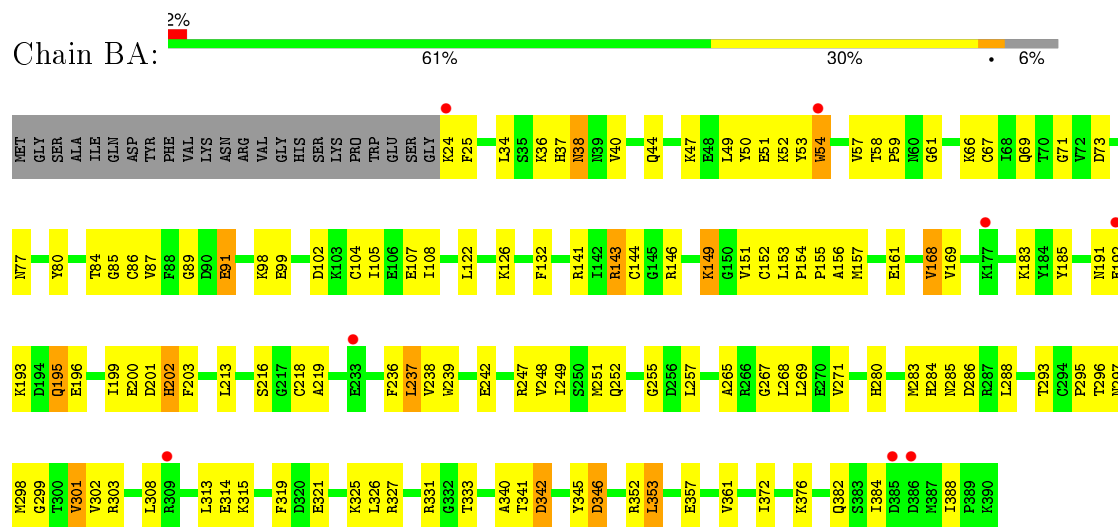 2%
Chain BA:
61% 30% • 6%
MET GLY SER ALA ILE GLN ASP TYR PHE VAL LYS ASN ARG VAL GLY HIS SER LYS PRO TRP GLU SER GLY K24 F25 L34 S35 K36 H37 N38 N39 V40 Q44 K47 E48 L49 Y50 E51 K52 Y53 W54 V57 T58 P59 N60 G61 K66 C67 I68 Q69 T70 G71 V72 D73
N77 Y80 T84 G85 C86 V87 F88 G89 D90 E91 K98 E99 D102 K103 C104 I105 E106 E107 I108 L122 K126 F132 R141 I142 R143 C144 G145 R146 K149 G150 V151 C152 L153 P154 P155 A156 M157 E161 V168 V169 K177 K183 Y184 Y185 N191
K193 D194 Q195 E196 I199 E200 D201 H202 F203 L213 S216 G217 C218 A219 E233 F236 L237 V238 W239 E242 R247 V248 I249 S250 M251 Q252 G255 D256 L257 A265 R266 G267 L268 L269 E270 V271 H280 M283 H284 N285 D286 R287 L288 T293 C294 P295 T296
M298 G299 T300 V301 V302 R303 L308 R309 L313 E314 K315 F319 D320 E321 K325 L326 R327 R331 G332 T333 A340 T341 D342 Y345 D346 R352 L353 E357 V361 I372 K376 Q382 S383 I384 D385 D386 M387 I388 P389 K390